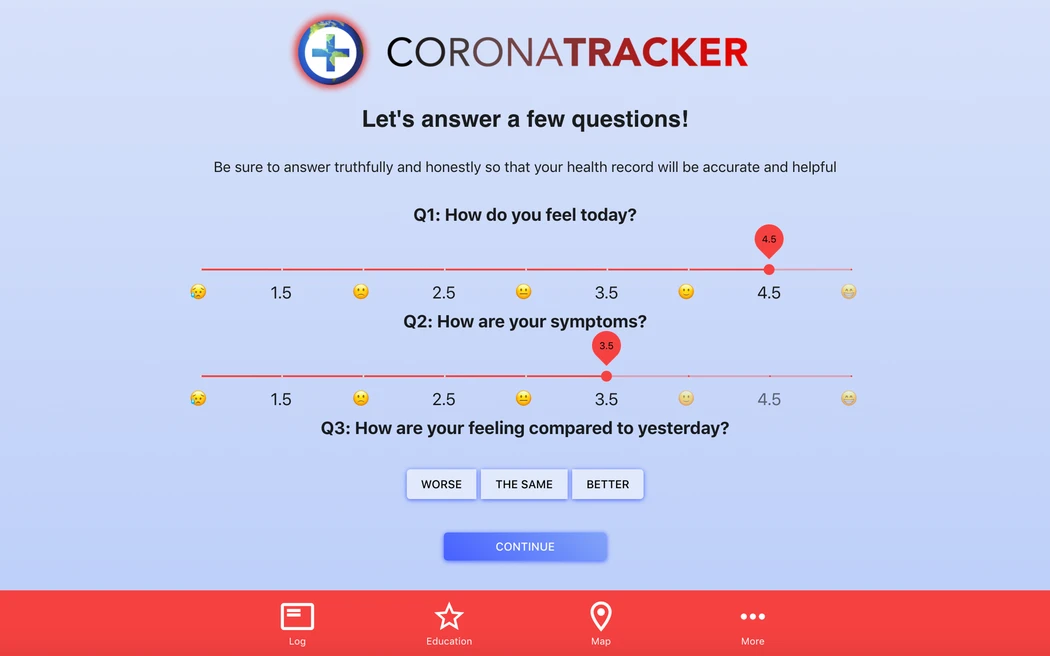 CORONATRACKER
Let's answer a few questions!
Be sure to answer truthfully and honestly so that your health record will be accurate and helpful
Q1: How do you feel today?
4.5
1.5 2.5 3.5 4.5
Q2: How are your symptoms?
3.5
1.5 2.5 3.5 4.5
Q3: How are your feeling compared to yesterday?
WORSE THE SAME BETTER
CONTINUE
Log Education Map More